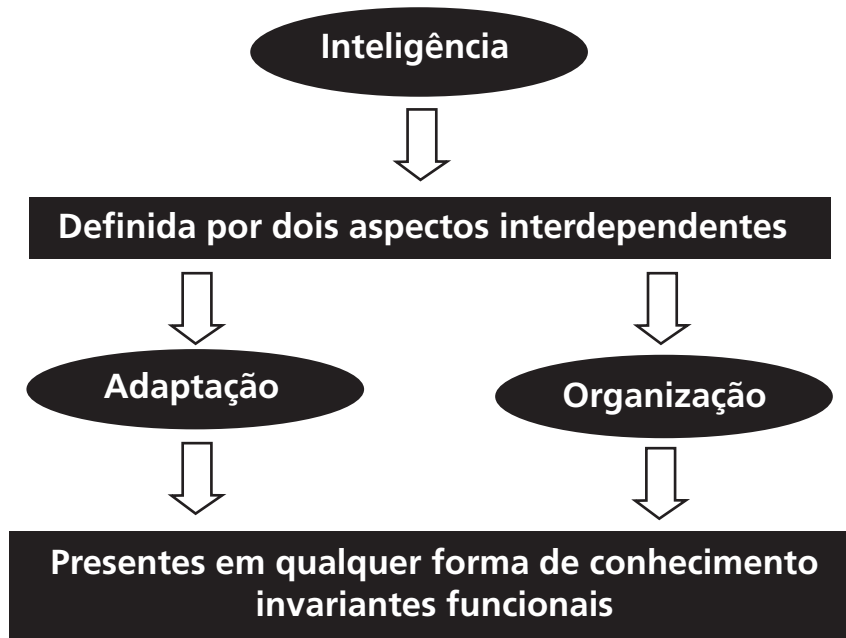 Inteligência
Definida por dois aspectos interdependentes
Adaptação
Organização
Presentes em qualquer forma de conhecimento
invariantes funcionais